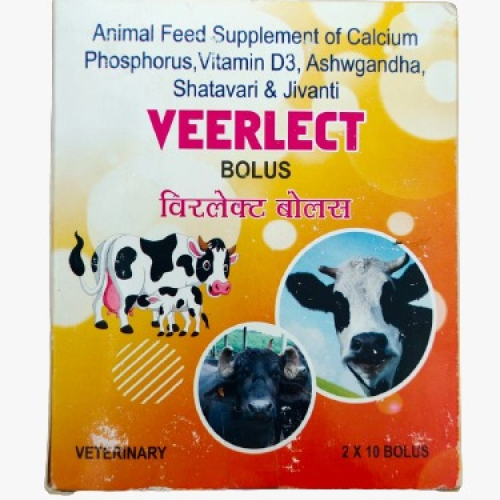 Animal Feed Supplement of Calcium
Phosphorus,Vitamin D3, Ashwgandha,
Shatavari & Jivanti
VEERLECT
BOLUS
विरलेक्ट बोलस
VETERINARY
2 X 10 BOLUS